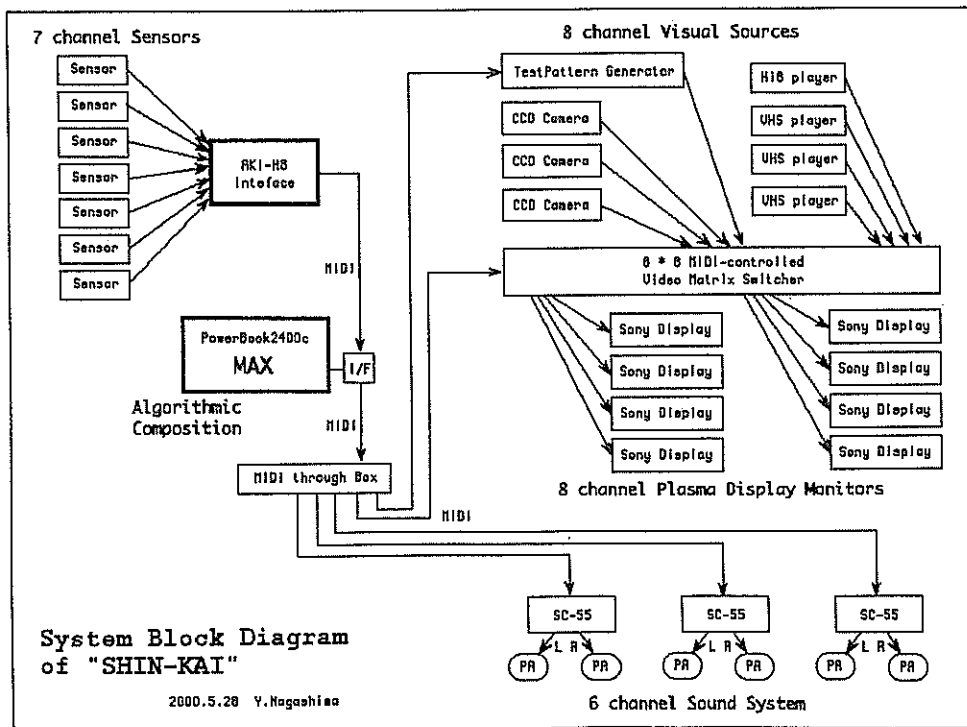 7 channel Sensors
Sensor
Sensor
Sensor
Sensor
Sensor
Sensor
Sensor
AKI-H8
Inteface
MIDI
PowerBook2400c
MAX
I/F
Algorithmic
Composition
MIDI
MIDI through Box
MIDI
8 channel Visual Sources
TestPattern Generator
CCD Camera
CCD Camera
CCD Camera
Hi8 player
VHS player
VHS player
VHS player
8 * 8 MIDI-controlled
Video Matrix Switcher
Sony Display
Sony Display
Sony Display
Sony Display
Sony Display
Sony Display
Sony Display
Sony Display
8 channel Plasma Display Monitors
SC-55
SC-55
SC-55
L R
L R
L R
PA
PA
PA
PA
PA
PA
6 channel Sound System
System Block Diagram
of "SHIN-KAI"
2000.5.28 Y.Nagashima